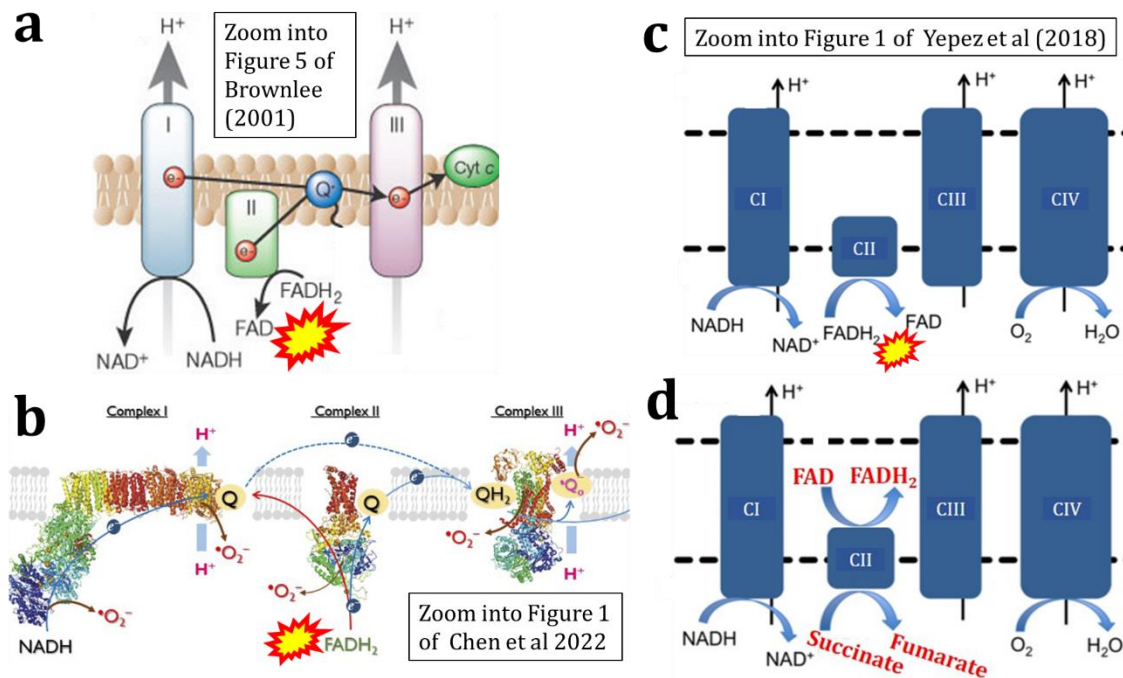 a
H+
Zoom into
Figure 5 of
Brownlee
(2001)
H+
I
III
e-
Q•
e-
Cyt c
II
e-
FADH2
FAD
NAD+
NADH
b
Complex I
Complex II
Complex III
H+
e-
H+
•O2−
Q
Q
e-
QH2
•Qo−
e-
•O2−
•O2−
H+
•O2−
H+
•O2−
e-
NADH
FADH2
Zoom into Figure 1
of Chen et al 2022
c
Zoom into Figure 1 of Yepez et al (2018)
H+
H+
H+
CI
CIII
CIV
CII
NADH
NAD+
FADH2
FAD
O2
H2O
d
H+
H+
H+
FAD
FADH2
CI
CIII
CIV
CII
NADH
NAD+
Succinate
Fumarate
O2
H2O